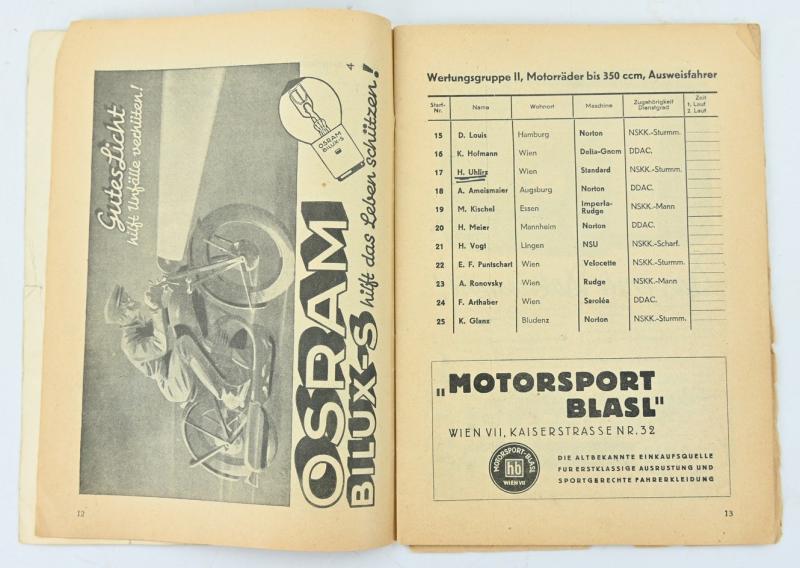 Gutes Licht
hilft Unfälle verhüten!
OSRAM
BILUX-S
4
OSRAM
BILUX-S hilft das Leben schützen!
12
Wertungsgruppe II, Motorräder bis 350 ccm, Ausweisfahrer
Start-Nr. Name Wohnort Maschine Zugehörigkeit Dienstgrad Zeit 1. Lauf 2. Lauf
15 D. Louis Hamburg Norton NSKK.-Sturmm.
16 K. Hofmann Wien Delia-Gnom DDAC.
17 H. Uhlirz Wien Standard NSKK.-Sturmm.
18 A. Ameismaier Augsburg Norton DDAC.
19 M. Kischel Essen Imperia-Rudge NSKK.-Mann
20 H. Meier Mannheim Norton DDAC.
21 H. Vogt Lingen NSU NSKK.-Scharf.
22 E. F. Puntschart Wien Velocette NSKK.-Sturmm.
23 A. Ronovsky Wien Rudge NSKK.-Mann
24 F. Arthaber Wien Saroléa DDAC.
25 K. Glanz Bludenz Norton NSKK.-Sturmm.
„MOTORSPORT
BLASL"
WIEN VII, KAISERSTRASSE NR. 32
MOTORSPORT-BLASL
hb
WIEN VII
DIE ALTBEKANNTE EINKAUFSQUELLE
FÜR ERSTKLASSIGE AUSRÜSTUNG UND
SPORTGERECHTE FAHRERKLEIDUNG
13